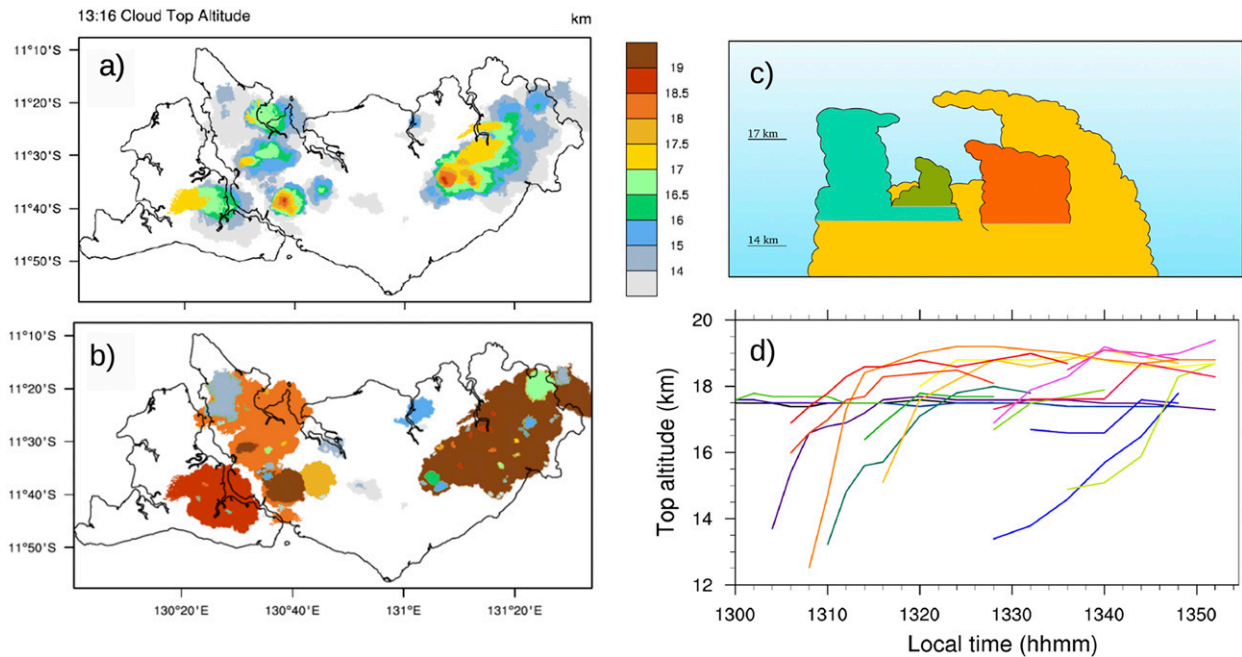 13:16 Cloud Top Altitude
km
a)
11°10'S
11°20'S
11°30'S
11°40'S
11°50'S
19
18.5
18
17.5
17
16.5
16
15
14
c)
17 km
14 km
b)
11°10'S
11°20'S
11°30'S
11°40'S
11°50'S
130°20'E
130°40'E
131°E
131°20'E
d)
Top altitude (km)
20
18
16
14
12
1300
1310
1320
1330
1340
1350
Local time (hhmm)